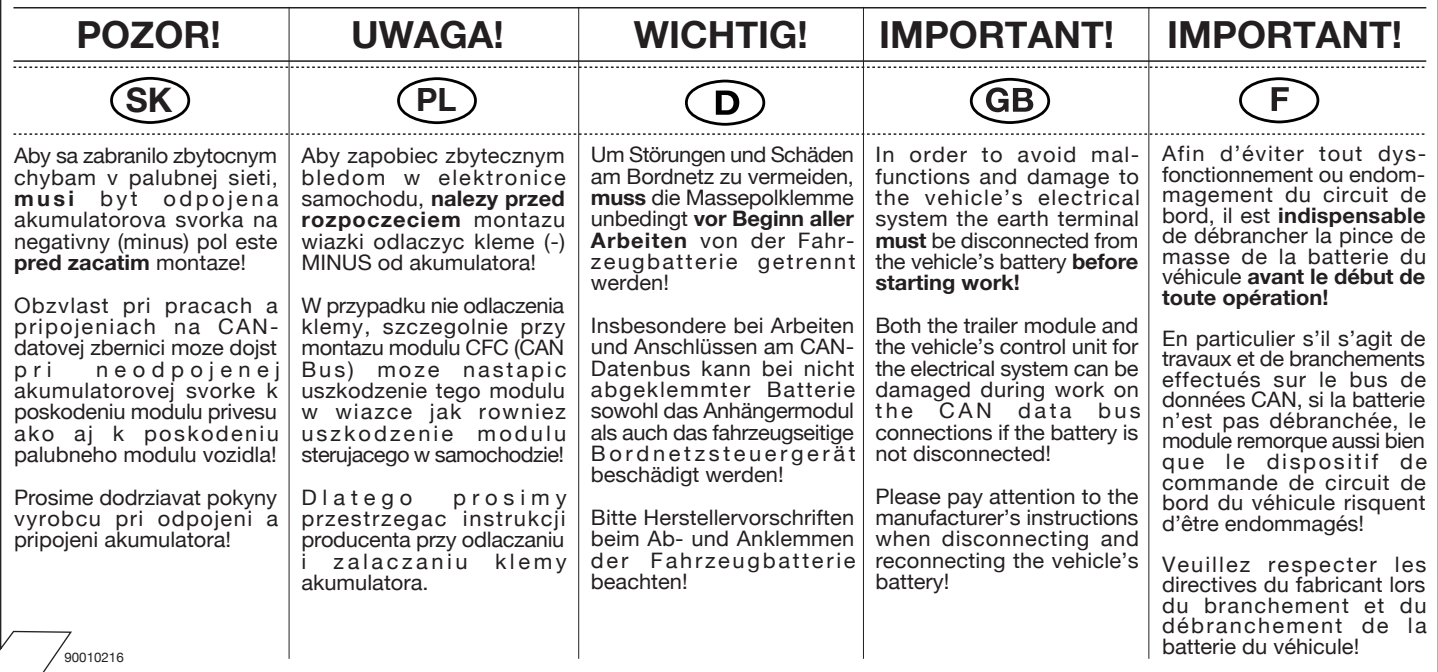 POZOR!
SK
Aby sa zabranilo zbytocnym
chybam v palubnej sieti,
musi byt odpojena
akumulatorova svorka na
negativny (minus) pol este
pred zacatim montaze!
Obzvlast pri pracach a
pripojeniach na CAN-
datovej zbernici moze dojst
pri neodpojenej
akumulatorovej svorke k
poskodeniu modulu privesu
ako aj k poskodeniu
palubneho modulu vozidla!
Prosime dodrziavat pokyny
vyrobcu pri odpojeni a
pripojeni akumulatora!
UWAGA!
PL
Aby zapobiec zbytecznym
bledom w elektronice
samochodu, nalezy przed
rozpoczeciem montazu
wiazki odlaczyc kleme (-)
MINUS od akumulatora!
W przypadku nie odlaczenia
klemy, szczegolnie przy
montazu modulu CFC (CAN
Bus) moze nastapic
uszkodzenie tego modulu
w wiazce jak rowniez
uszkodzenie modulu
sterujacego w samochodzie!
Dlatego prosimy
przestrzegac instrukcji
producenta przy odlaczaniu
i zalaczaniu klemy
akumulatora.
WICHTIG!
D
Um Störungen und Schäden
am Bordnetz zu vermeiden,
muss die Massepolklemme
unbedingt vor Beginn aller
Arbeiten von der Fahr-
zeugbatterie getrennt
werden!
Insbesondere bei Arbeiten
und Anschlüssen am CAN-
Datenbus kann bei nicht
abgeklemmter Batterie
sowohl das Anhängermodul
als auch das fahrzeugseitige
Bordnetzsteuergerät
beschädigt werden!
Bitte Herstellervorschriften
beim Ab- und Anklemmen
der Fahrzeugbatterie
beachten!
IMPORTANT!
GB
In order to avoid mal-
functions and damage to
the vehicle's electrical
system the earth terminal
must be disconnected from
the vehicle's battery before
starting work!
Both the trailer module and
the vehicle's control unit for
the electrical system can be
damaged during work on
the CAN data bus
connections if the battery is
not disconnected!
Please pay attention to the
manufacturer's instructions
when disconnecting and
reconnecting the vehicle's
battery!
IMPORTANT!
F
Afin d'éviter tout dys-
fonctionnement ou endom-
magement du circuit de
bord, il est indispensable
de débrancher la pince de
masse de la batterie du
véhicule avant le début de
toute opération!
En particulier s'il s'agit de
travaux et de branchements
effectués sur le bus de
données CAN, si la batterie
n'est pas débranchée, le
module remorque aussi bien
que le dispositif de
commande de circuit de
bord du véhicule risquent
d'être endommagés!
Veuillez respecter les
directives du fabricant lors
du branchement et du
débranchement de la
batterie du véhicule!
90010216